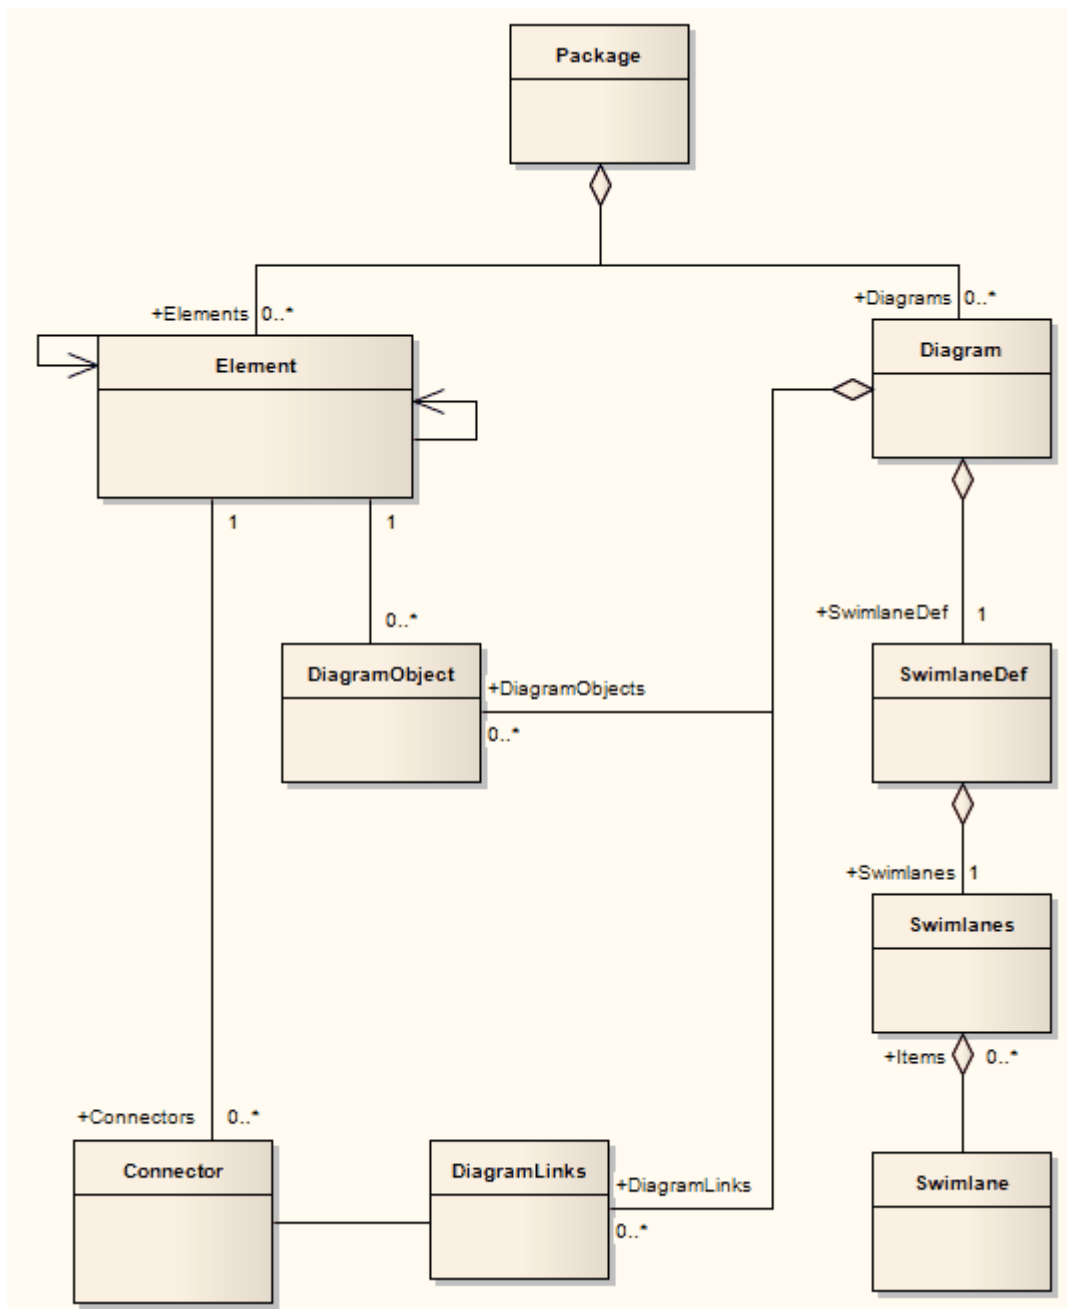 Package
+Diagrams 0..*
+Elements 0..*
Diagram
Element
1 1
+SwimlaneDef 1
0..*
DiagramObject
SwimlaneDef
+DiagramObjects
0..*
+Swimlanes 1
Swimlanes
+Items 0..*
+Connectors 0..*
Connector
DiagramLinks
+DiagramLinks
Swimlane
0..*